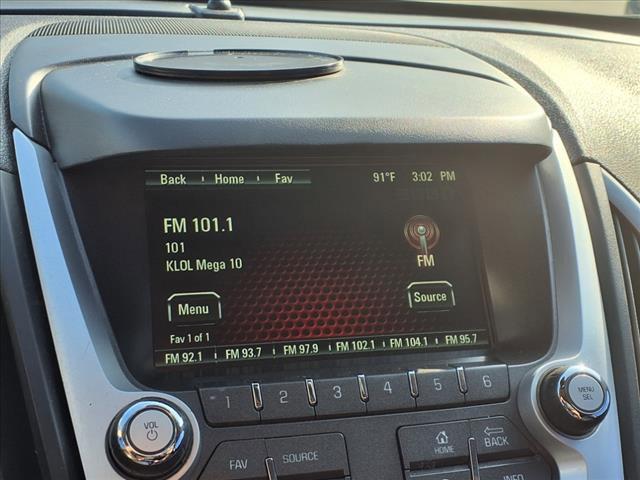 Back Home Fav 91°F 3:02 PM
FM 101.1
101
KLOL Mega 10
FM
Menu
Source
Fav 1 of 1
FM 92.1 FM 93.7 FM 97.9 FM 102.1 FM 104.1 FM 95.7
1 2 3 4 5 6
VOL
MENU
SEL
FAV SOURCE
HOME
BACK
INFO